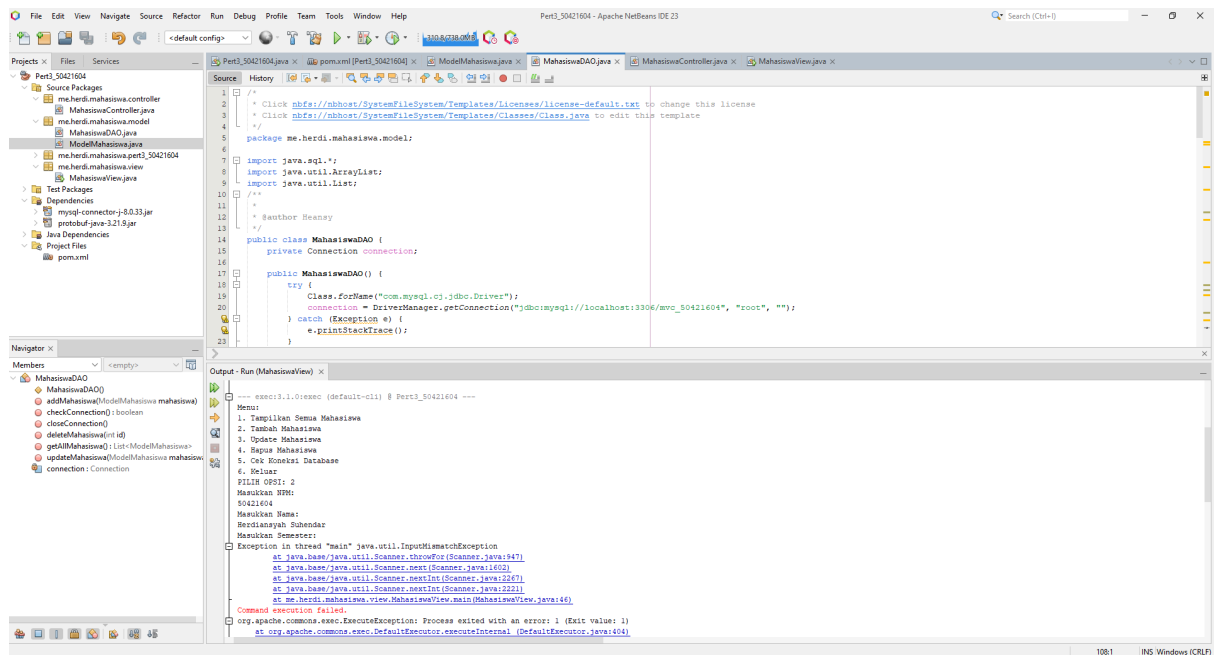 File Edit View Navigate Source Refactor Run Debug Profile Team Tools Window Help
Pert3_50421604 - Apache NetBeans IDE 23
Search (Ctrl+I)
<default config>
110.8/738.0MB
Projects
Files
Services
Pert3_50421604
Source Packages
me.herdi.mahasiswa.controller
MahasiswaController.java
me.herdi.mahasiswa.model
MahasiswaDAO.java
ModelMahasiswa.java
me.herdi.mahasiswa.pert3_50421604
me.herdi.mahasiswa.view
MahasiswaView.java
Test Packages
Dependencies
mysql-connector-j-8.0.33.jar
protobuf-java-3.21.9.jar
Java Dependencies
Project Files
pom.xml
Navigator
Members
<empty>
MahasiswaDAO
MahasiswaDAO()
addMahasiswa(ModelMahasiswa mahasiswa)
checkConnection() : boolean
closeConnection()
deleteMahasiswa(int id)
getAllMahasiswa() : List<ModelMahasiswa>
updateMahasiswa(ModelMahasiswa mahasiswa
connection : Connection
Pert3_50421604.java
pom.xml [Pert3_50421604]
ModelMahasiswa.java
MahasiswaDAO.java
MahasiswaController.java
MahasiswaView.java
Source
History
1 /*
2 * Click nbfs://nbhost/SystemFileSystem/Templates/Licenses/license-default.txt to change this license
3 * Click nbfs://nbhost/SystemFileSystem/Templates/Classes/Class.java to edit this template
4 */
5 package me.herdi.mahasiswa.model;
6
7 import java.sql.*;
8 import java.util.ArrayList;
9 import java.util.List;
10 /**
11 *
12 * @author Heansy
13 */
14 public class MahasiswaDAO {
15 private Connection connection;
16
17 public MahasiswaDAO() {
18 try {
19 Class.forName("com.mysql.cj.jdbc.Driver");
20 connection = DriverManager.getConnection("jdbc:mysql://localhost:3306/mvc_50421604", "root", "");
} catch (Exception e) {
e.printStackTrace();
23 }
Output - Run (MahasiswaView)
--- exec:3.1.0:exec (default-cli) @ Pert3_50421604 ---
Menu:
1. Tampilkan Semua Mahasiswa
2. Tambah Mahasiswa
3. Update Mahasiswa
4. Hapus Mahasiswa
5. Cek Koneksi Database
6. Keluar
PILIH OPSI: 2
Masukkan NPM:
50421604
Masukkan Nama:
Herdiansyah Suhendar
Masukkan Semester:
Exception in thread "main" java.util.InputMismatchException
at java.base/java.util.Scanner.throwFor(Scanner.java:947)
at java.base/java.util.Scanner.next(Scanner.java:1602)
at java.base/java.util.Scanner.nextInt(Scanner.java:2267)
at java.base/java.util.Scanner.nextInt(Scanner.java:2221)
at me.herdi.mahasiswa.view.MahasiswaView.main(MahasiswaView.java:46)
Command execution failed.
org.apache.commons.exec.ExecuteException: Process exited with an error: 1 (Exit value: 1)
at org.apache.commons.exec.DefaultExecutor.executeInternal (DefaultExecutor.java:404)
108:1
INS
Windows (CRLF)